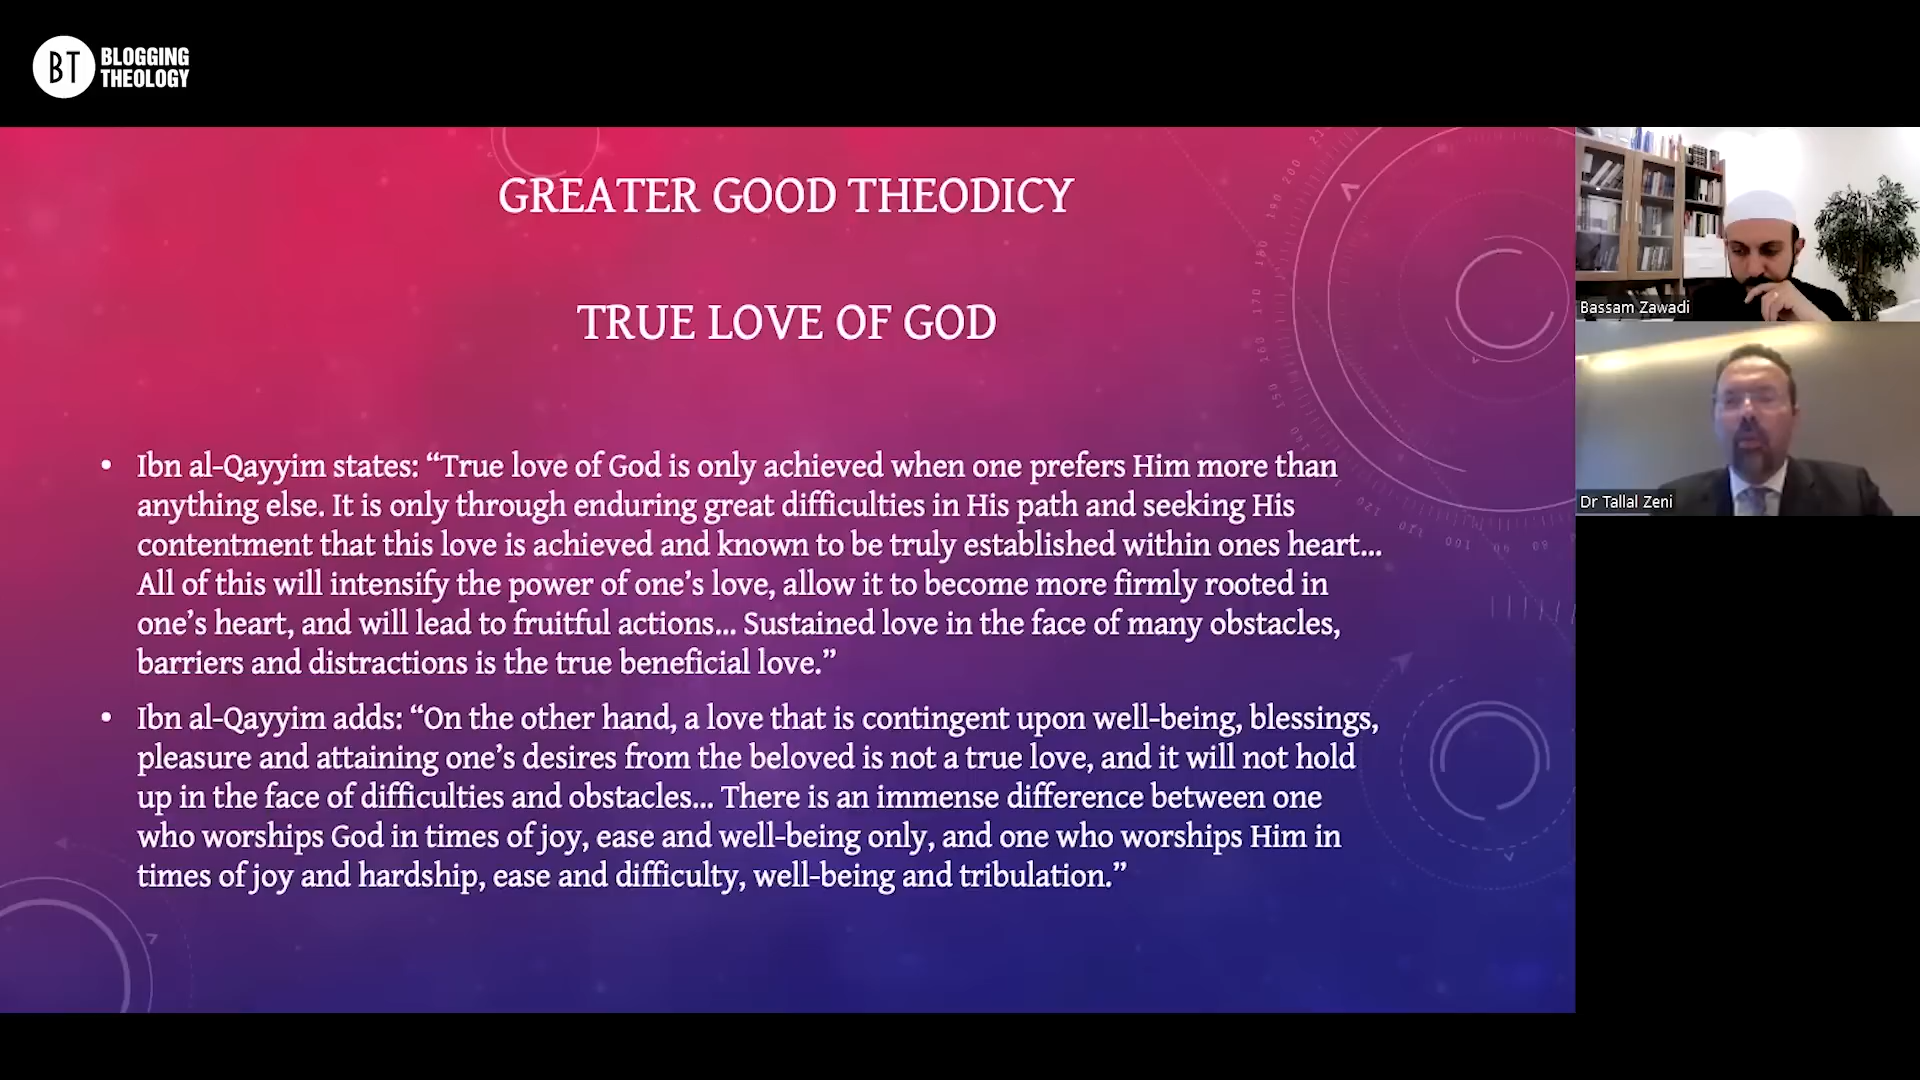 BT BLOGGING
THEOLOGY
GREATER GOOD THEODICY
TRUE LOVE OF GOD
• Ibn al-Qayyim states: “True love of God is only achieved when one prefers Him more than
anything else. It is only through enduring great difficulties in His path and seeking His
contentment that this love is achieved and known to be truly established within ones heart...
All of this will intensify the power of one’s love, allow it to become more firmly rooted in
one’s heart, and will lead to fruitful actions... Sustained love in the face of many obstacles,
barriers and distractions is the true beneficial love.”
• Ibn al-Qayyim adds: “On the other hand, a love that is contingent upon well-being, blessings,
pleasure and attaining one’s desires from the beloved is not a true love, and it will not hold
up in the face of difficulties and obstacles... There is an immense difference between one
who worships God in times of joy, ease and well-being only, and one who worships Him in
times of joy and hardship, ease and difficulty, well-being and tribulation.”
Bassam Zawadi
Dr Tallal Zeni